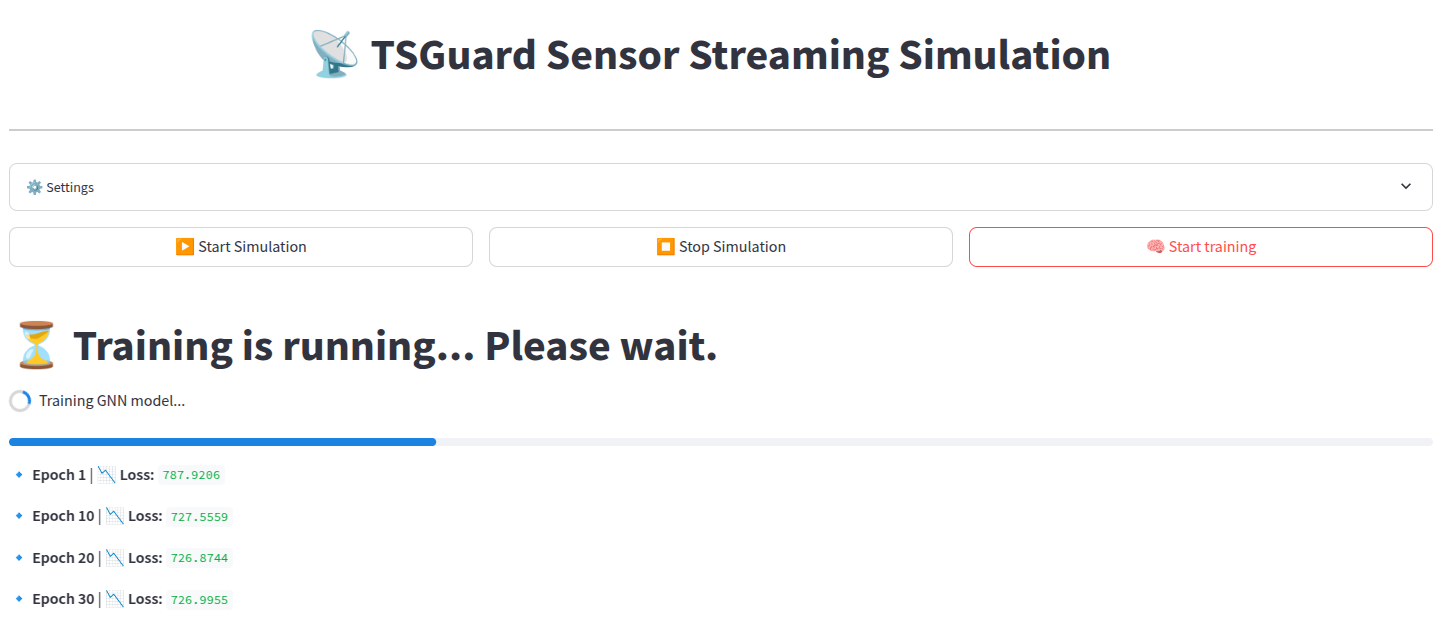 📡 TSGuard Sensor Streaming Simulation
⚙️ Settings
▶️ Start Simulation
⏹️ Stop Simulation
🧠 Start training
⏳ Training is running... Please wait.
Training GNN model...
🔹 Epoch 1 | 📉 Loss: 787.9206
🔹 Epoch 10 | 📉 Loss: 727.5559
🔹 Epoch 20 | 📉 Loss: 726.8744
🔹 Epoch 30 | 📉 Loss: 726.9955